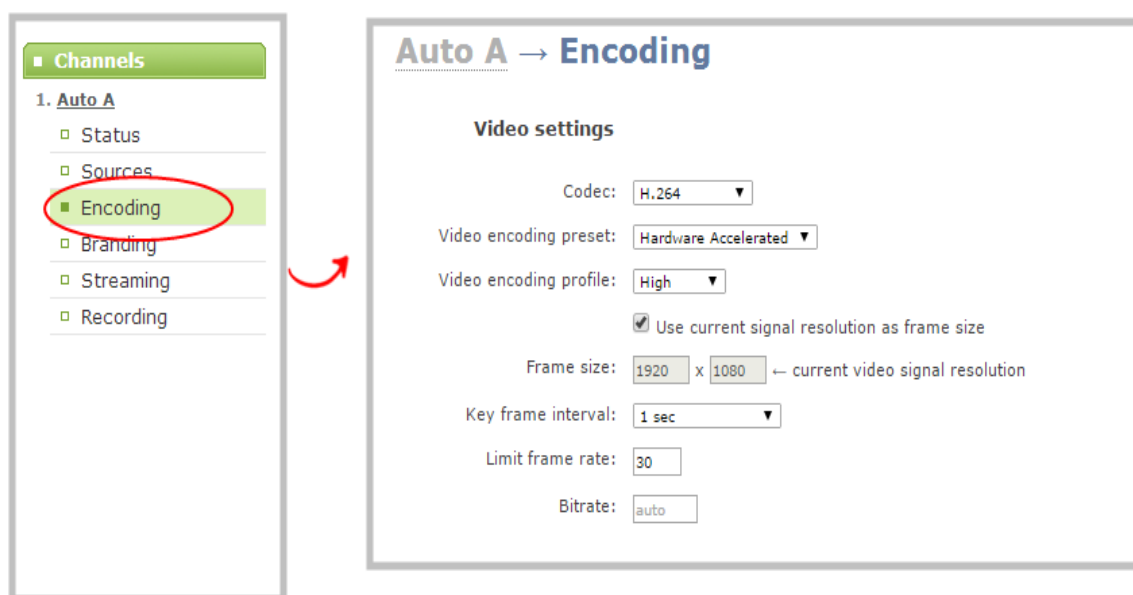 Channels
1. Auto A
Status
Sources
Encoding
Branding
Streaming
Recording
Auto A → Encoding
Video settings
Codec: H.264
Video encoding preset: Hardware Accelerated
Video encoding profile: High
Use current signal resolution as frame size
Frame size: 1920 x 1080 ← current video signal resolution
Key frame interval: 1 sec
Limit frame rate: 30
Bitrate: auto